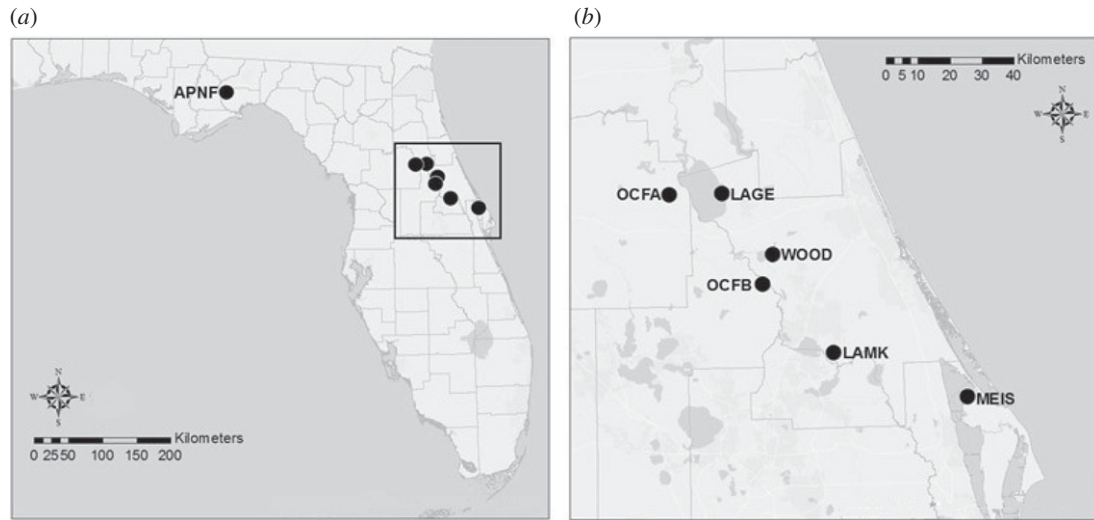 (a)
APNF
N
W E
S
Kilometers
0 25 50 100 150 200
(b)
Kilometers
0 5 10 20 30 40
N
W E
S
OCFA
LAGE
WOOD
OCFB
LAMK
MEIS